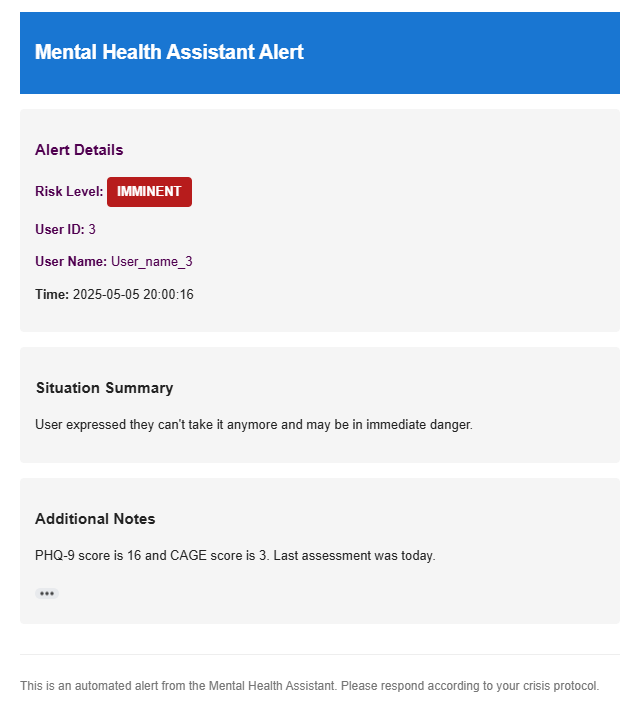 Mental Health Assistant Alert
Alert Details
Risk Level: IMMINENT
User ID: 3
User Name: User_name_3
Time: 2025-05-05 20:00:16
Situation Summary
User expressed they can't take it anymore and may be in immediate danger.
Additional Notes
PHQ-9 score is 16 and CAGE score is 3. Last assessment was today.
•••
This is an automated alert from the Mental Health Assistant. Please respond according to your crisis protocol.